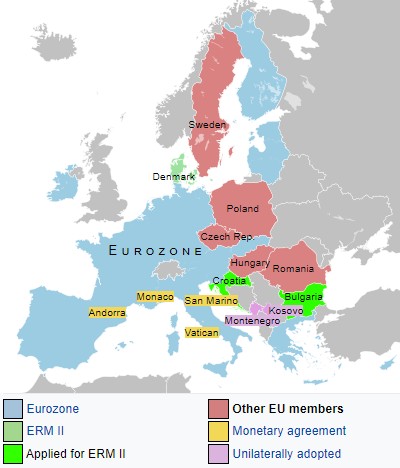 Sweden
Denmark
Poland
Czech Rep.
EUROZONE
Hungary
Romania
Croatia
Monaco
San Marino
Bulgaria
Andorra
Kosovo
Montenegro
Vatican
Eurozone
Other EU members
ERM II
Monetary agreement
Applied for ERM II
Unilaterally adopted